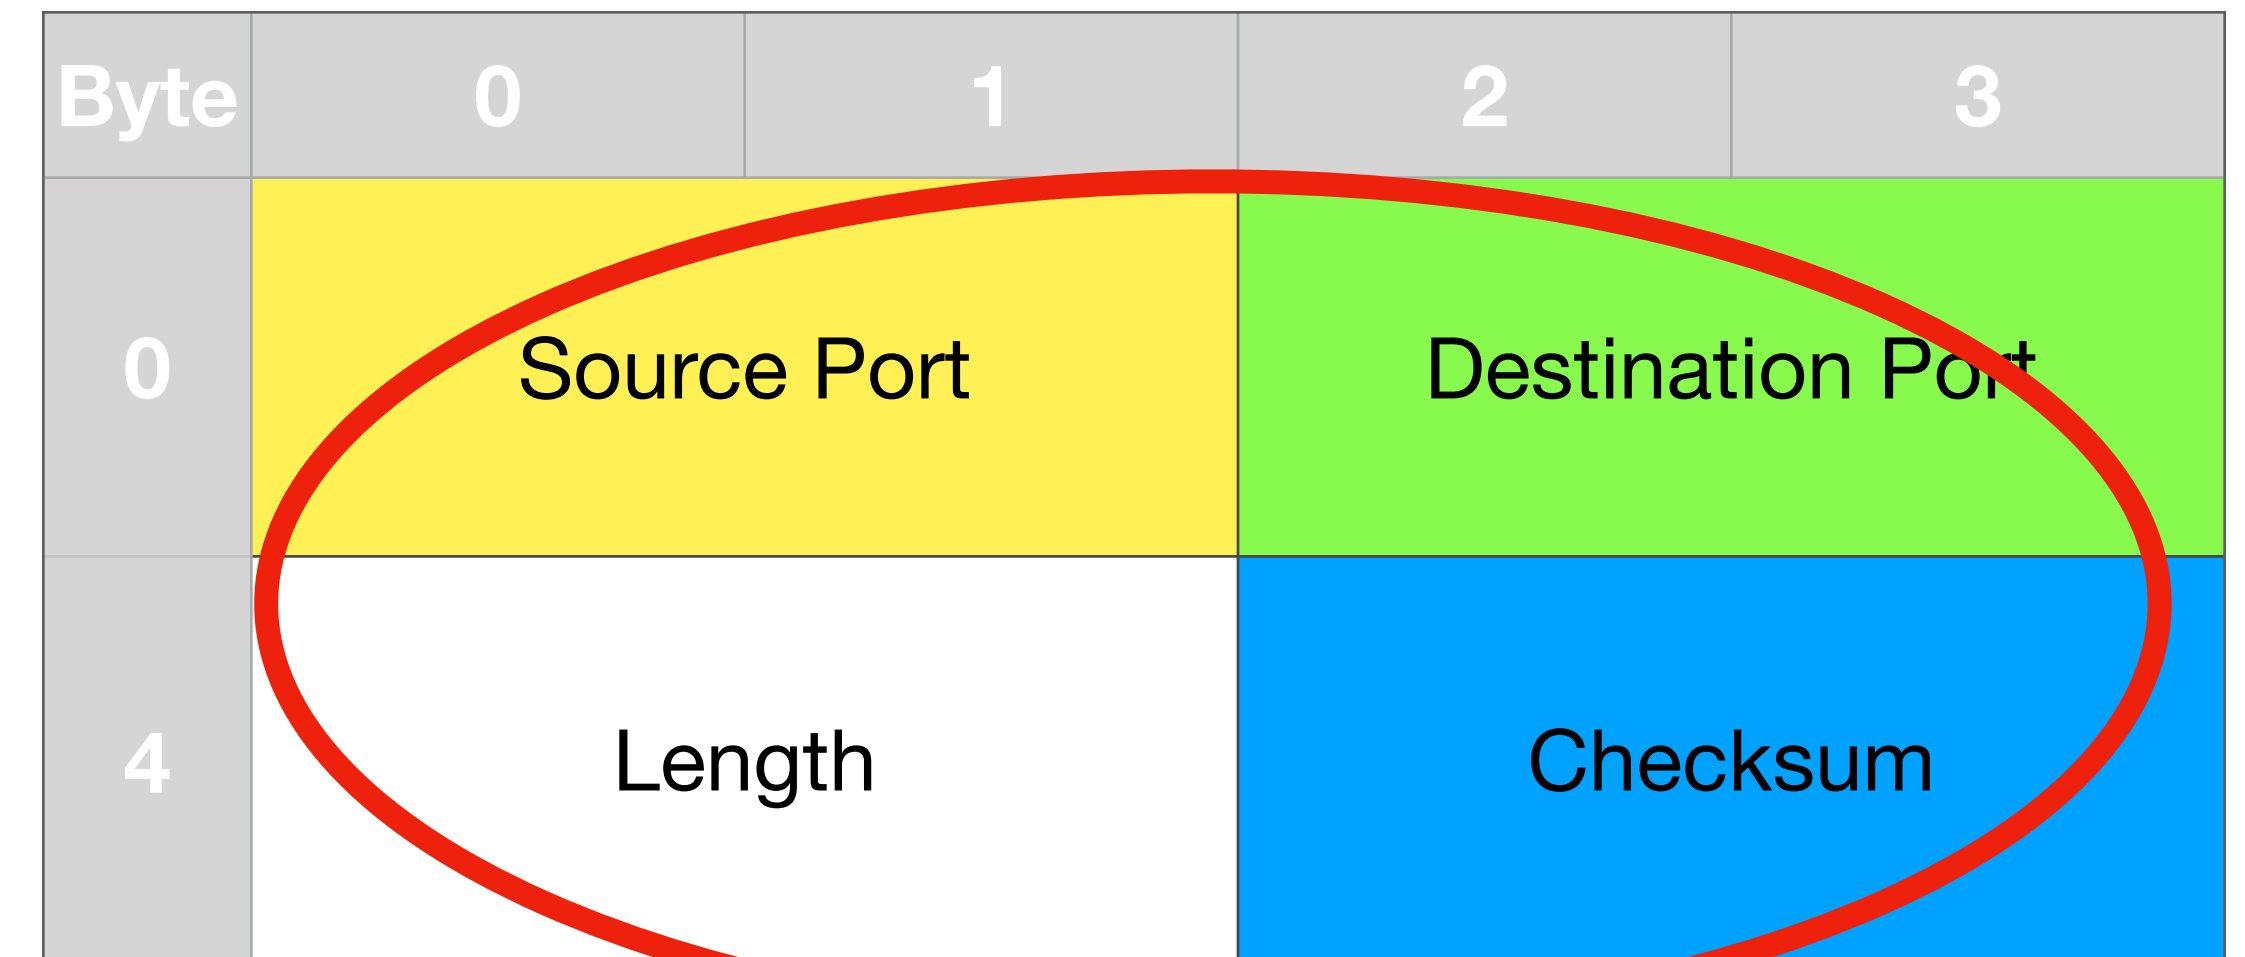 Byte 0 1 2 3
0 Source Port Destination Port
4 Length Checksum